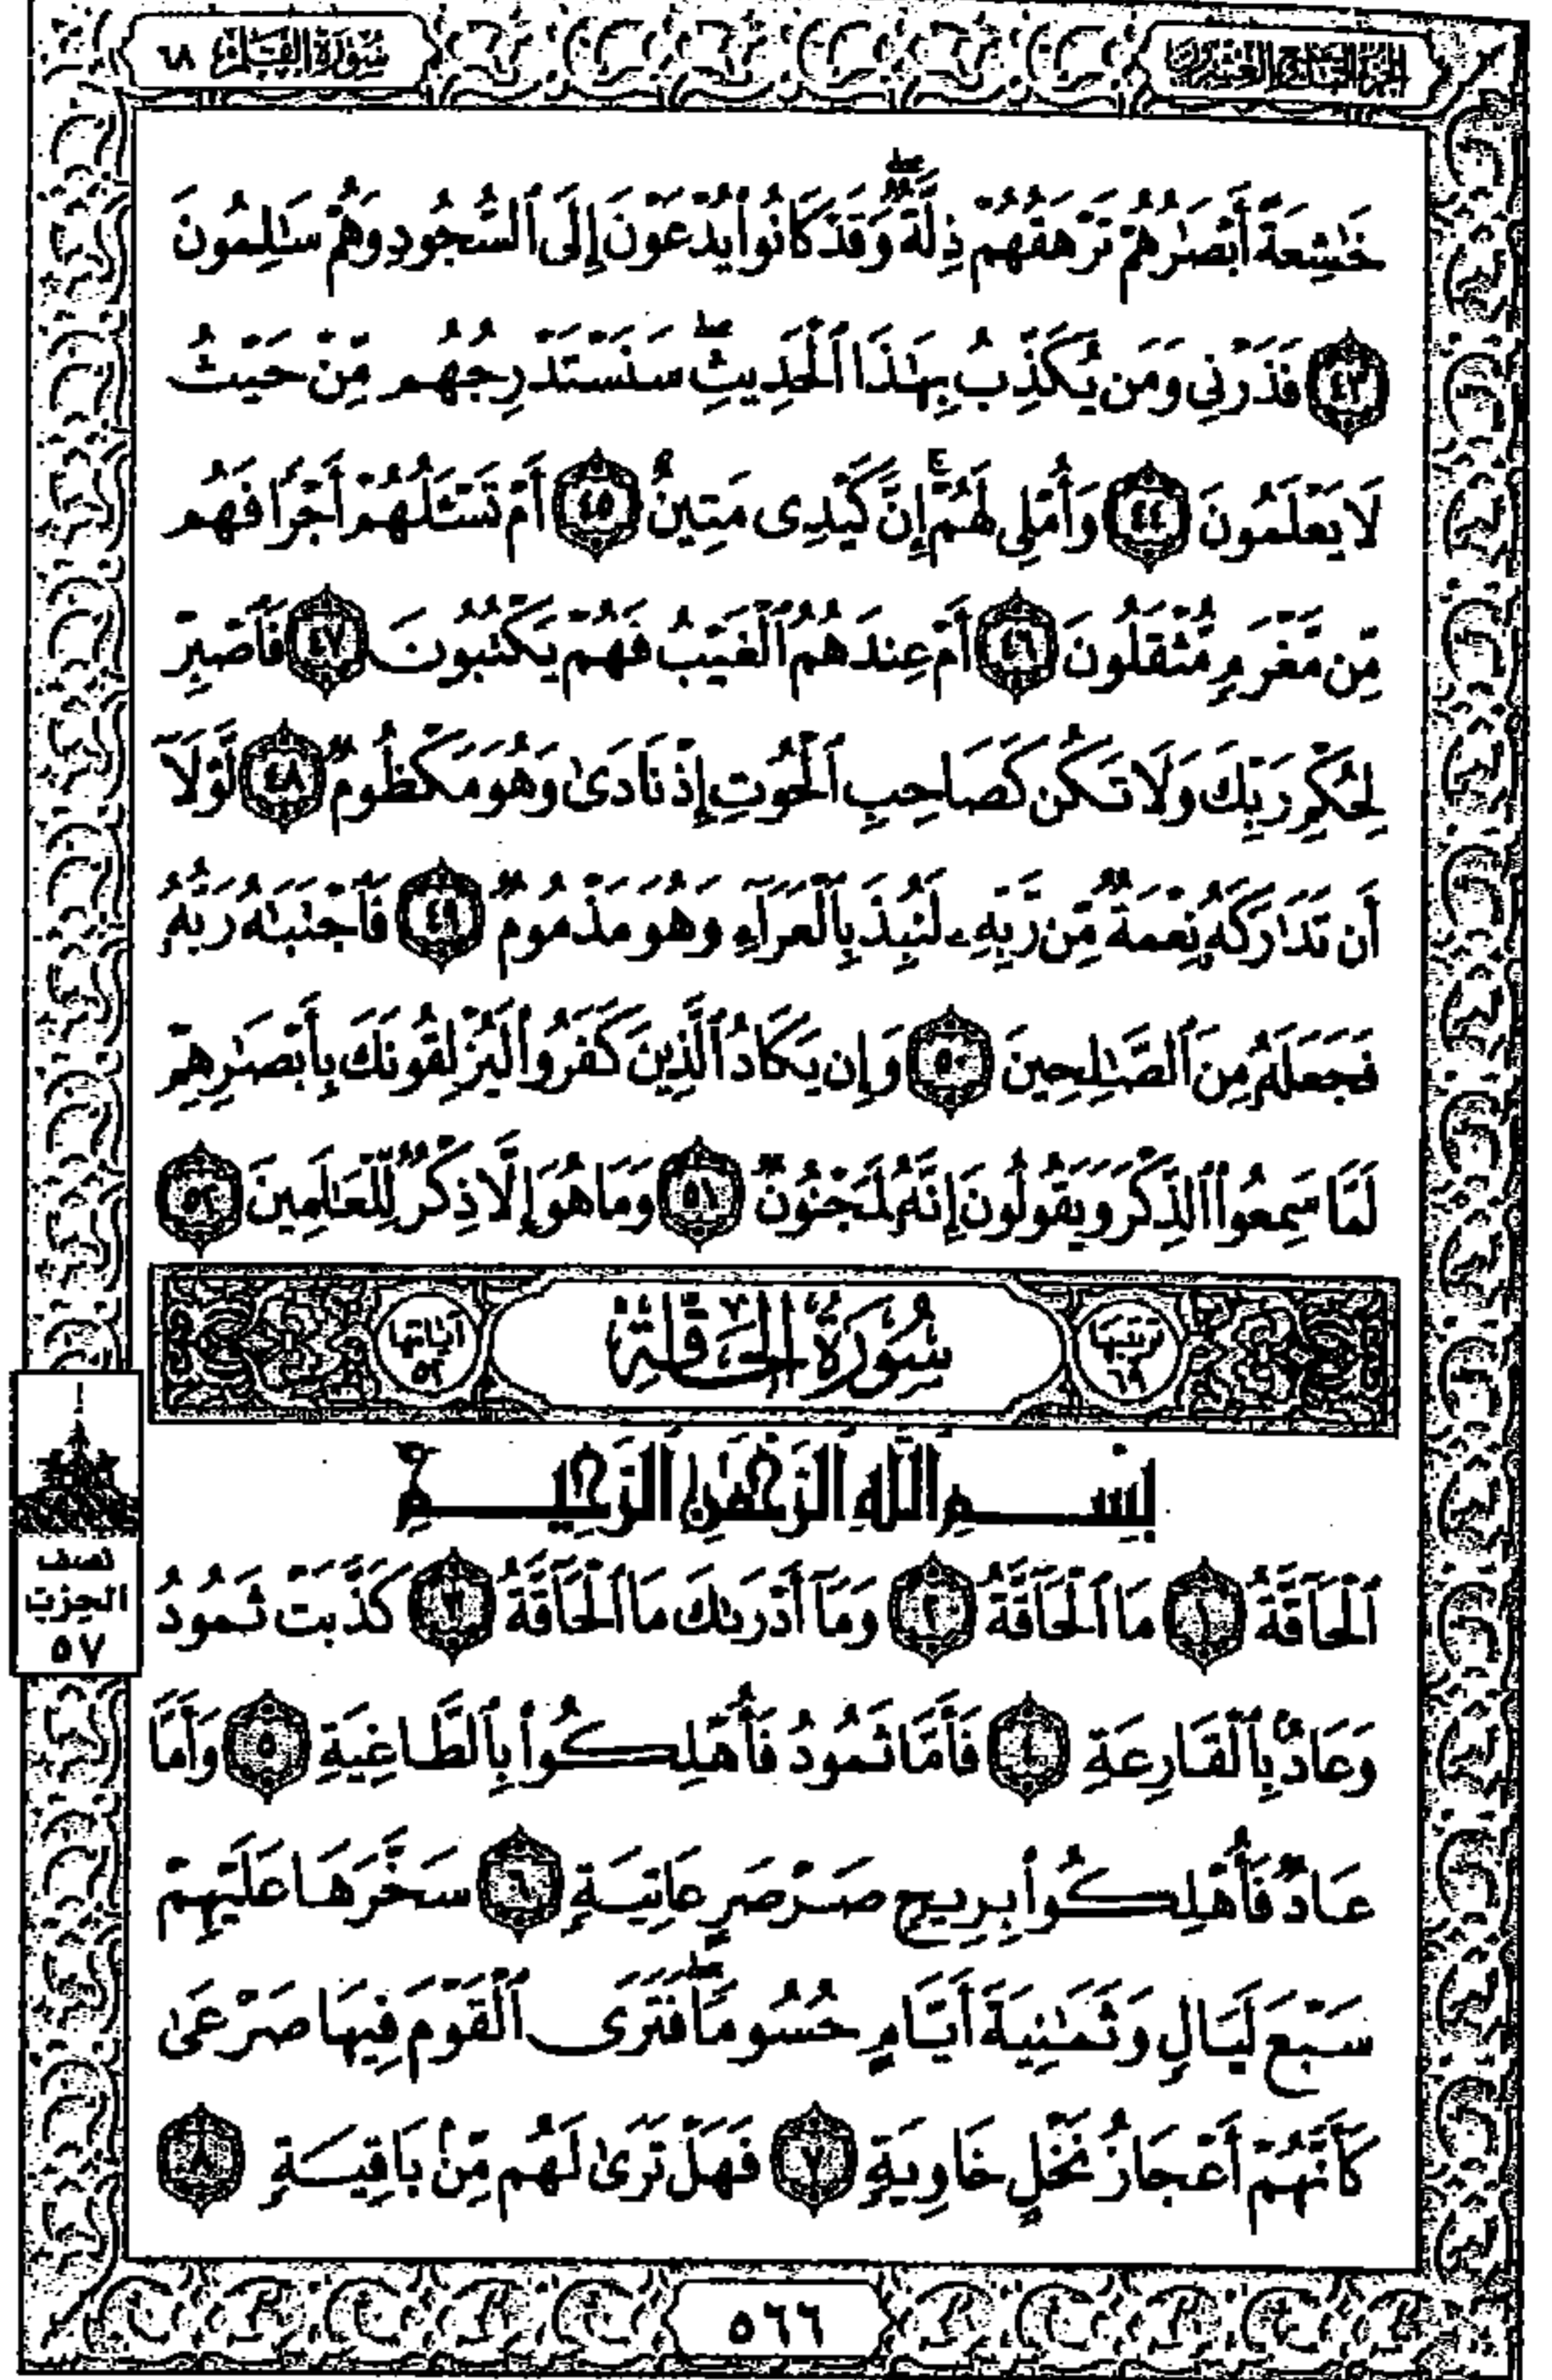 الجزء التاسع والعشرون
سورة القلم ٦٨
خَٰشِعَةً أَبْصَٰرُهُمْ تَرْهَقُهُمْ ذِلَّةٌ ۖ وَقَدْ كَانُوا۟ يُدْعَوْنَ إِلَى ٱلسُّجُودِ وَهُمْ سَٰلِمُونَ
٤٣ فَذَرْنِى وَمَن يُكَذِّبُ بِهَٰذَا ٱلْحَدِيثِ ۖ سَنَسْتَدْرِجُهُم مِّنْ حَيْثُ
لَا يَعْلَمُونَ ٤٤ وَأُمْلِى لَهُمْ ۚ إِنَّ كَيْدِى مَتِينٌ ٤٥ أَمْ تَسْـَٔلُهُمْ أَجْرًا فَهُم
مِّن مَّغْرَمٍ مُّثْقَلُونَ ٤٦ أَمْ عِندَهُمُ ٱلْغَيْبُ فَهُمْ يَكْتُبُونَ ٤٧ فَٱصْبِرْ
لِحُكْمِ رَبِّكَ وَلَا تَكُن كَصَاحِبِ ٱلْحُوتِ إِذْ نَادَىٰ وَهُوَ مَكْظُومٌ ٤٨ لَّوْلَآ
أَن تَدَٰرَكَهُۥ نِعْمَةٌ مِّن رَّبِّهِۦ لَنُبِذَ بِٱلْعَرَآءِ وَهُوَ مَذْمُومٌ ٤٩ فَٱجْتَبَٰهُ رَبُّهُۥ
فَجَعَلَهُۥ مِنَ ٱلصَّٰلِحِينَ ٥٠ وَإِن يَكَادُ ٱلَّذِينَ كَفَرُوا۟ لَيُزْلِقُونَكَ بِأَبْصَٰرِهِمْ
لَمَّا سَمِعُوا۟ ٱلذِّكْرَ وَيَقُولُونَ إِنَّهُۥ لَمَجْنُونٌ ٥١ وَمَا هُوَ إِلَّا ذِكْرٌ لِّلْعَٰلَمِينَ ٥٢
ترتيبها ٦٩ سُورَةُ الْحَاقَّةِ آياتها ٥٢
بِسْمِ ٱللَّهِ ٱلرَّحْمَٰنِ ٱلرَّحِيمِ
ٱلْحَآقَّةُ ١ مَا ٱلْحَآقَّةُ ٢ وَمَآ أَدْرَىٰكَ مَا ٱلْحَآقَّةُ ٣ كَذَّبَتْ ثَمُودُ
وَعَادٌۢ بِٱلْقَارِعَةِ ٤ فَأَمَّا ثَمُودُ فَأُهْلِكُوا۟ بِٱلطَّاغِيَةِ ٥ وَأَمَّا
عَادٌ فَأُهْلِكُوا۟ بِرِيحٍ صَرْصَرٍ عَاتِيَةٍ ٦ سَخَّرَهَا عَلَيْهِمْ
سَبْعَ لَيَالٍ وَثَمَٰنِيَةَ أَيَّامٍ حُسُومًا ۖ فَتَرَى ٱلْقَوْمَ فِيهَا صَرْعَىٰ
كَأَنَّهُمْ أَعْجَازُ نَخْلٍ خَاوِيَةٍ ٧ فَهَلْ تَرَىٰ لَهُم مِّنۢ بَاقِيَةٍ ٨
نصف
الحزب
٥٧
٥٦٦